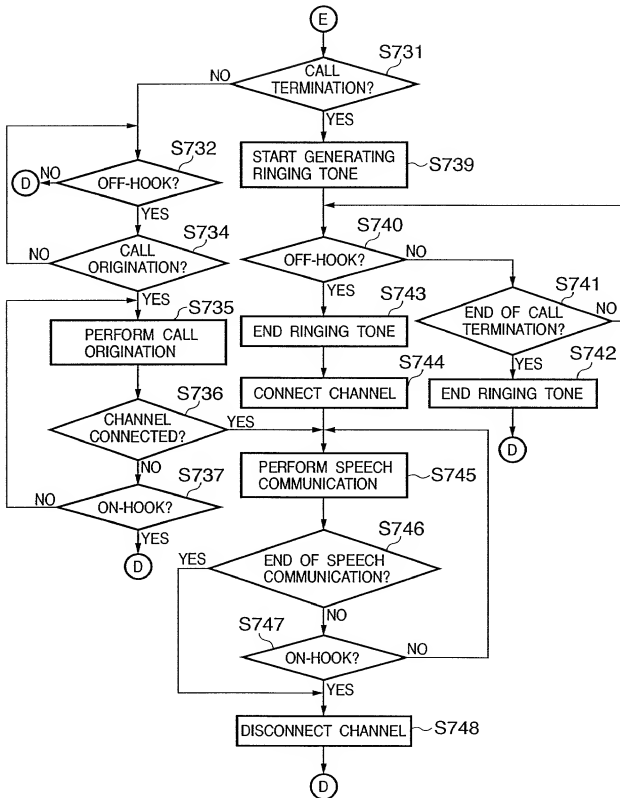 E
S731
CALL
TERMINATION?
NO
YES
S732
OFF-HOOK?
NO
D
YES
START GENERATING
RINGING TONE
S739
S734
CALL
ORIGINATION?
NO
YES
S740
OFF-HOOK?
NO
YES
S735
PERFORM CALL
ORIGINATION
S743
END RINGING TONE
S741
END OF CALL
TERMINATION?
NO
YES
S744
CONNECT CHANNEL
S742
END RINGING TONE
D
S736
CHANNEL
CONNECTED?
YES
NO
S737
ON-HOOK?
NO
YES
D
PERFORM SPEECH
COMMUNICATION
S745
S746
END OF SPEECH
COMMUNICATION?
YES
NO
S747
ON-HOOK?
NO
YES
DISCONNECT CHANNEL
S748
D